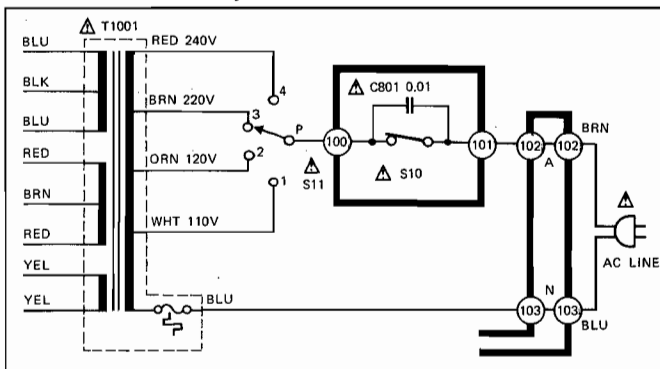 T1001
BLU
RED 240V
BLK
C801 0.01
4
BRN 220V
BLU
3
P
BRN
100
101
102
102
RED
ORN 120V
2
A
S11
S10
1
BRN
WHT 110V
AC LINE
RED
YEL
N
BLU
YEL
103
103
BLU